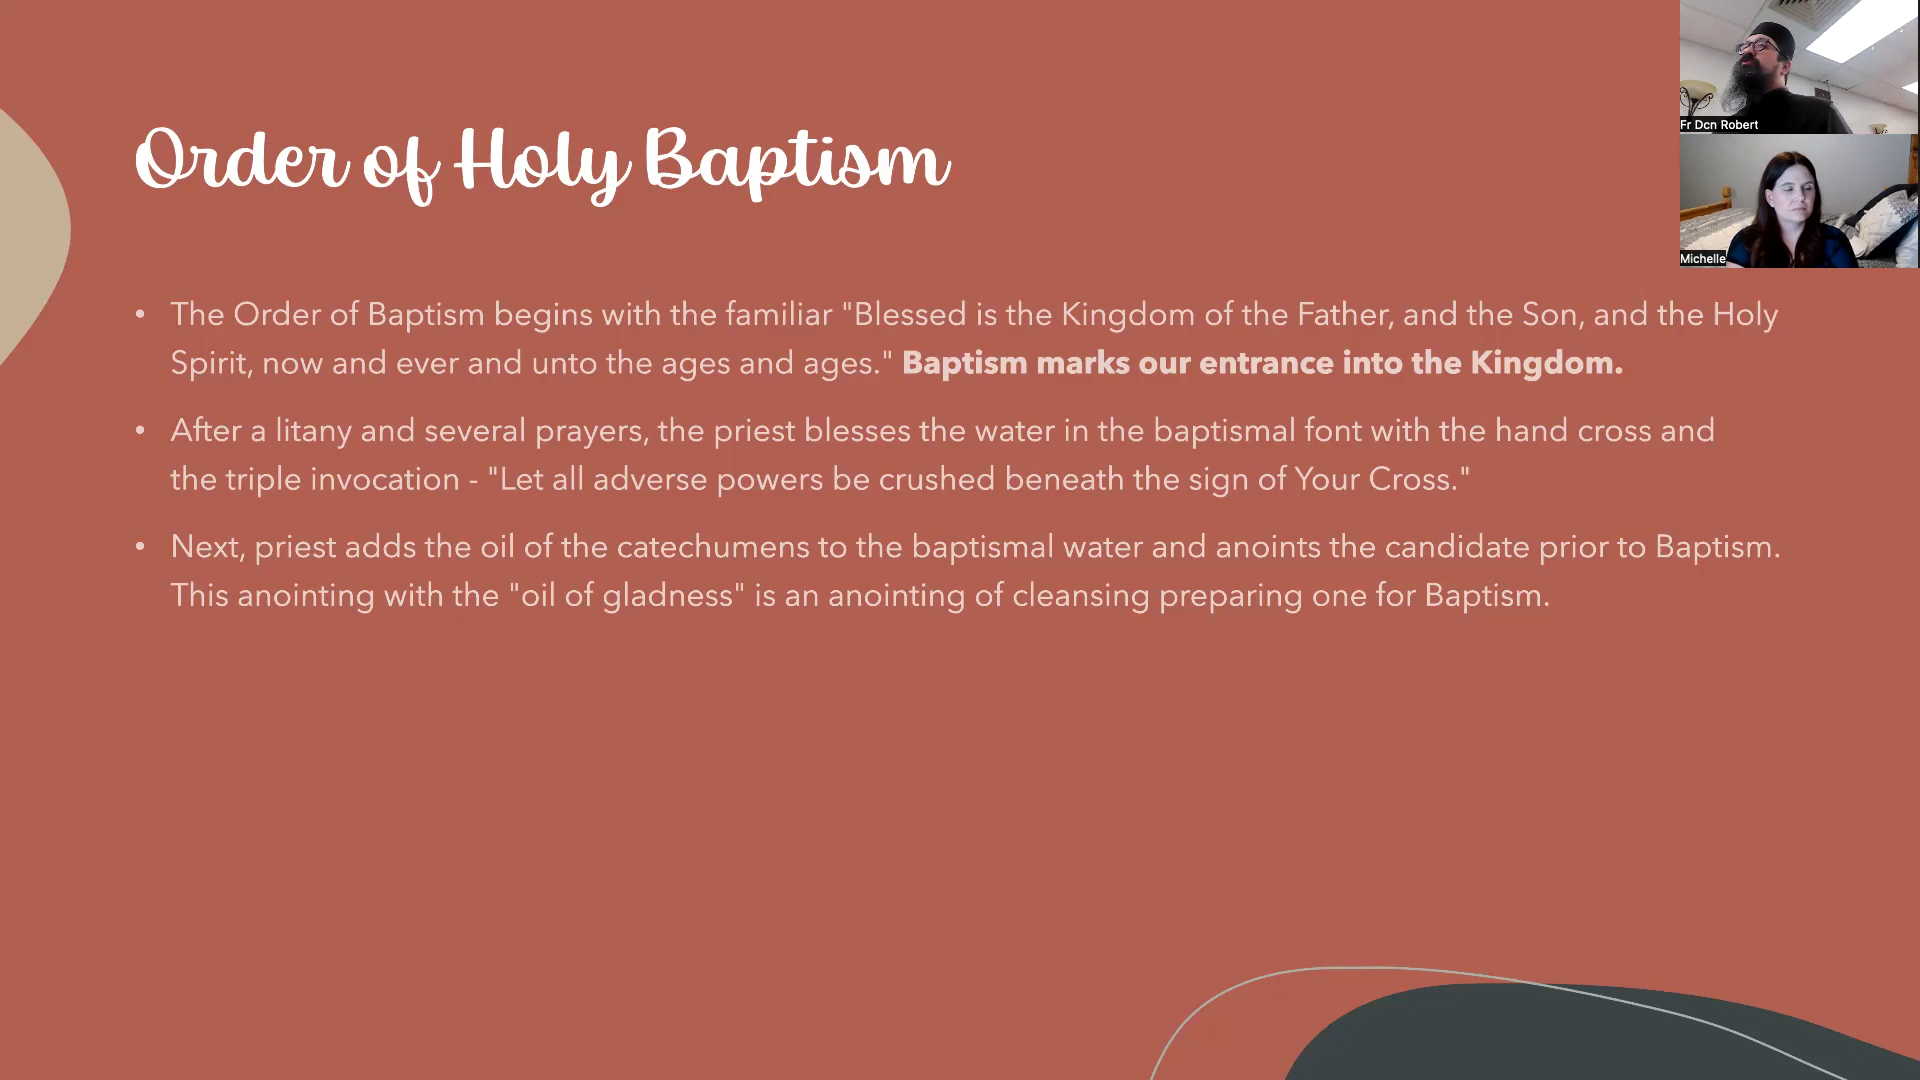 Order of Holy Baptism
• The Order of Baptism begins with the familiar "Blessed is the Kingdom of the Father, and the Son, and the Holy
Spirit, now and ever and unto the ages and ages." Baptism marks our entrance into the Kingdom.
• After a litany and several prayers, the priest blesses the water in the baptismal font with the hand cross and
the triple invocation - "Let all adverse powers be crushed beneath the sign of Your Cross."
• Next, priest adds the oil of the catechumens to the baptismal water and anoints the candidate prior to Baptism.
This anointing with the "oil of gladness" is an anointing of cleansing preparing one for Baptism.
Fr Dcn Robert
Michelle